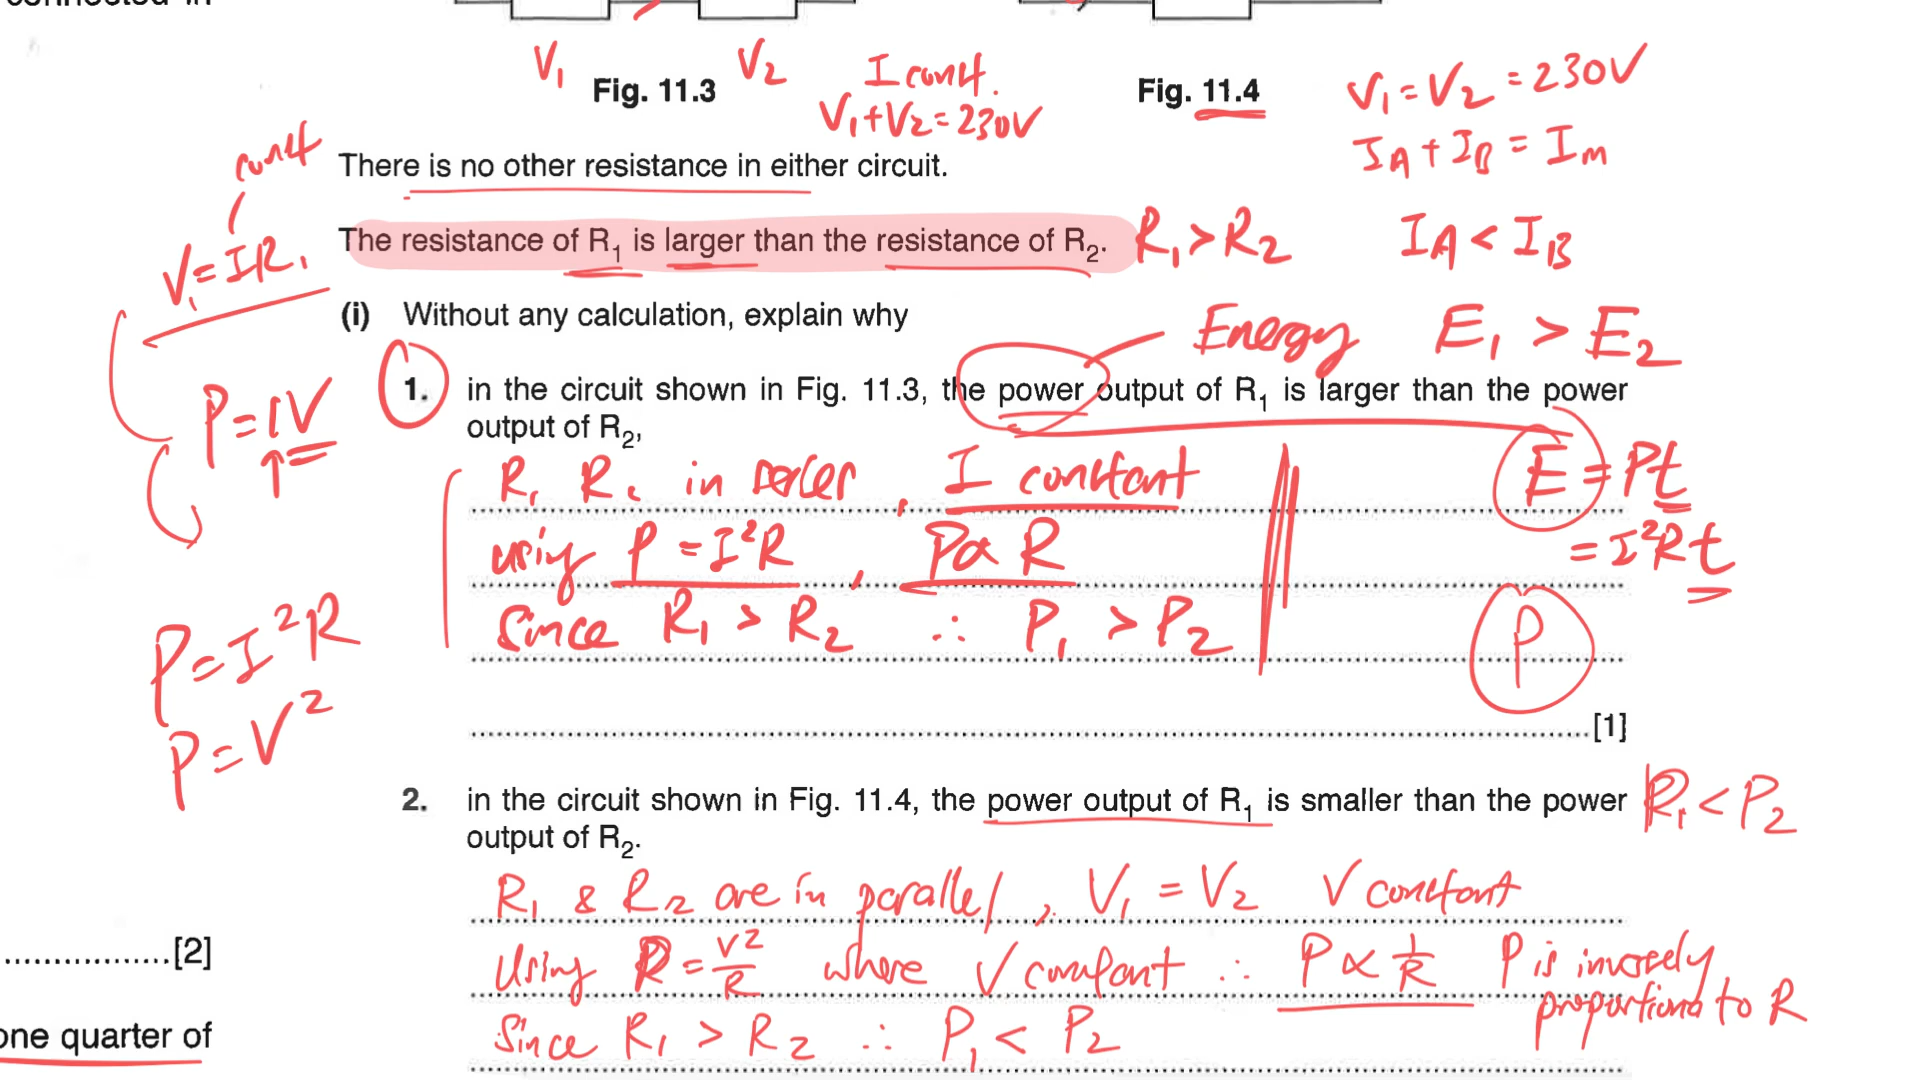 connected in
V1 V2
Fig. 11.3
I const.
V1+V2=230V
Fig. 11.4
V1=V2=230V
IA+IB=Im
const
There is no other resistance in either circuit.
V1=IR1
The resistance of R1 is larger than the resistance of R2.
R1>R2
IA<IB
(i) Without any calculation, explain why
Energy E1 > E2
1. in the circuit shown in Fig. 11.3, the power output of R1 is larger than the power
output of R2,
P=IV
R1 R2 in series, I constant
E=Pt
using P=I²R, P∝R
=I²Rt
Since R1 > R2 ∴ P1 > P2
P
P=I²R
P=V²
[1]
2. in the circuit shown in Fig. 11.4, the power output of R1 is smaller than the power
output of R2.
P1<P2
R1 & R2 are in parallel, V1 = V2 V constant
Using P=V²/R where V constant ∴ P ∝ 1/R P is inversely
proportional to R
Since R1 > R2 ∴ P1 < P2
[2]
one quarter of